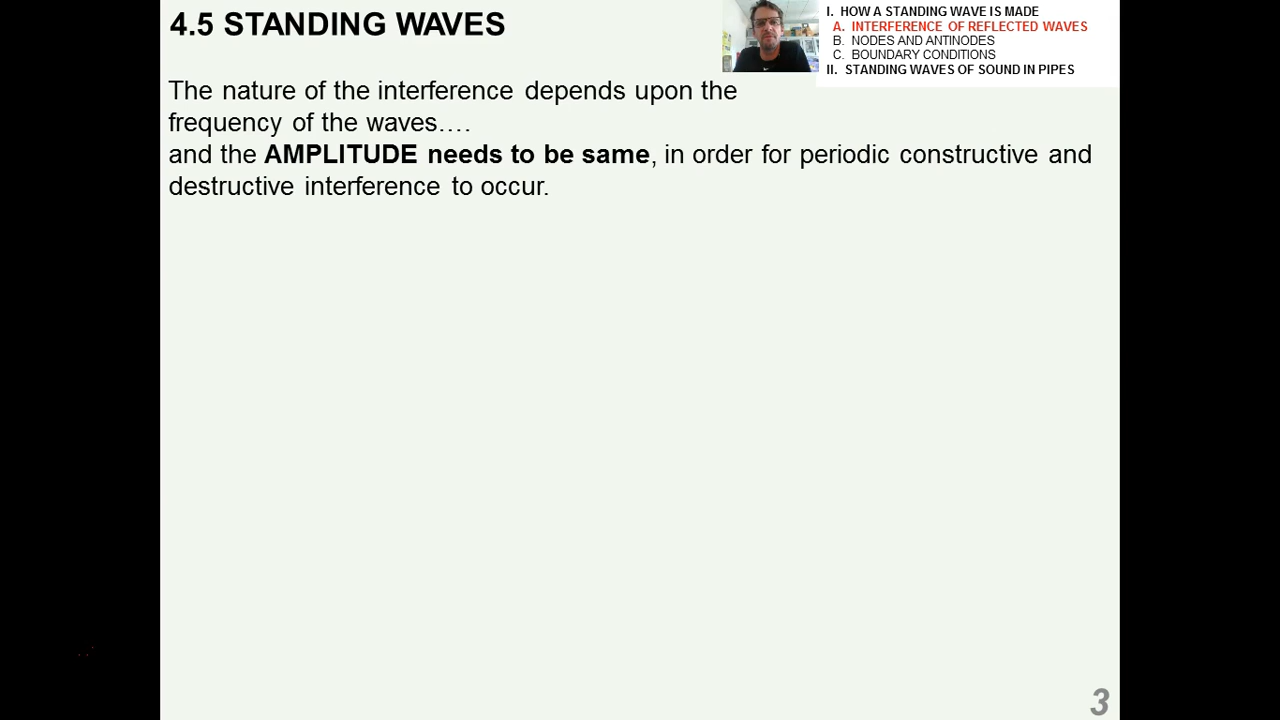 4.5 STANDING WAVES
I. HOW A STANDING WAVE IS MADE
A. INTERFERENCE OF REFLECTED WAVES
B. NODES AND ANTINODES
C. BOUNDARY CONDITIONS
II. STANDING WAVES OF SOUND IN PIPES
The nature of the interference depends upon the
frequency of the waves….
and the AMPLITUDE needs to be same, in order for periodic constructive and
destructive interference to occur.
3